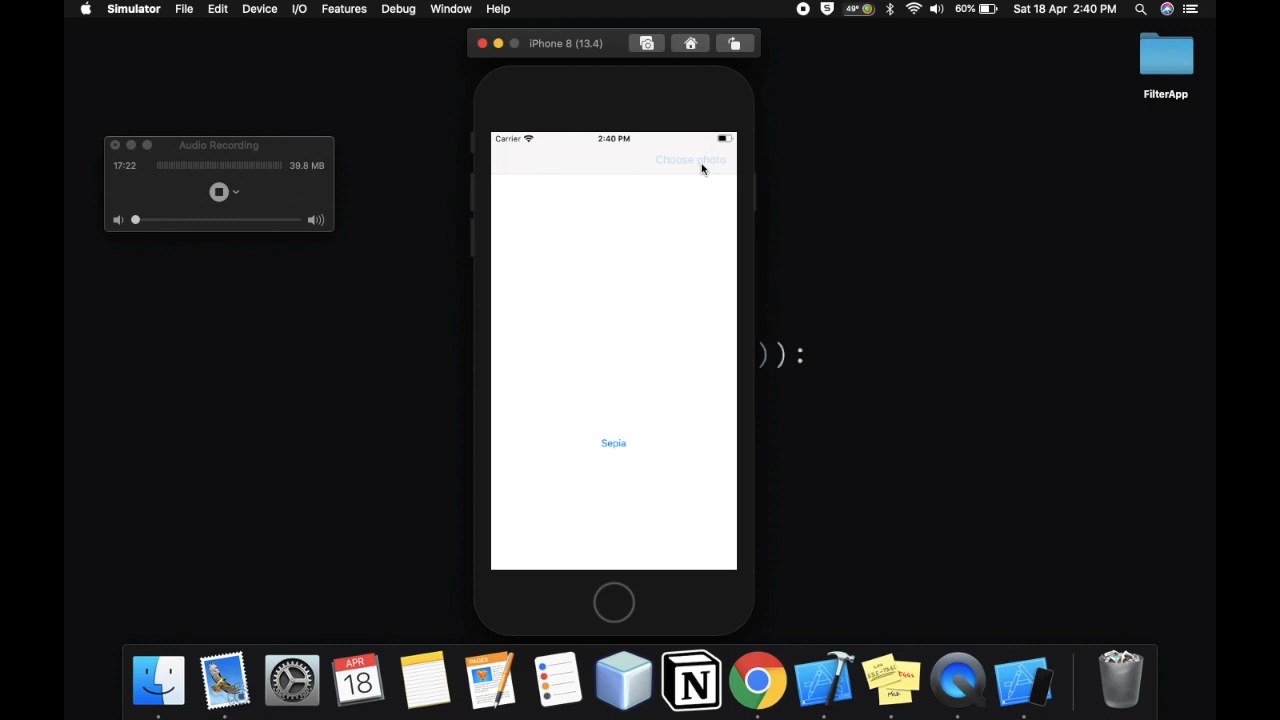 Simulator File Edit Device I/O Features Debug Window Help 49° 60% Sat 18 Apr 2:40 PM
iPhone 8 (13.4)
FilterApp
Carrier 2:40 PM
Audio Recording
17:22 39.8 MB
Choose photo
)) :
Sepia
APR
18
PAGES
N